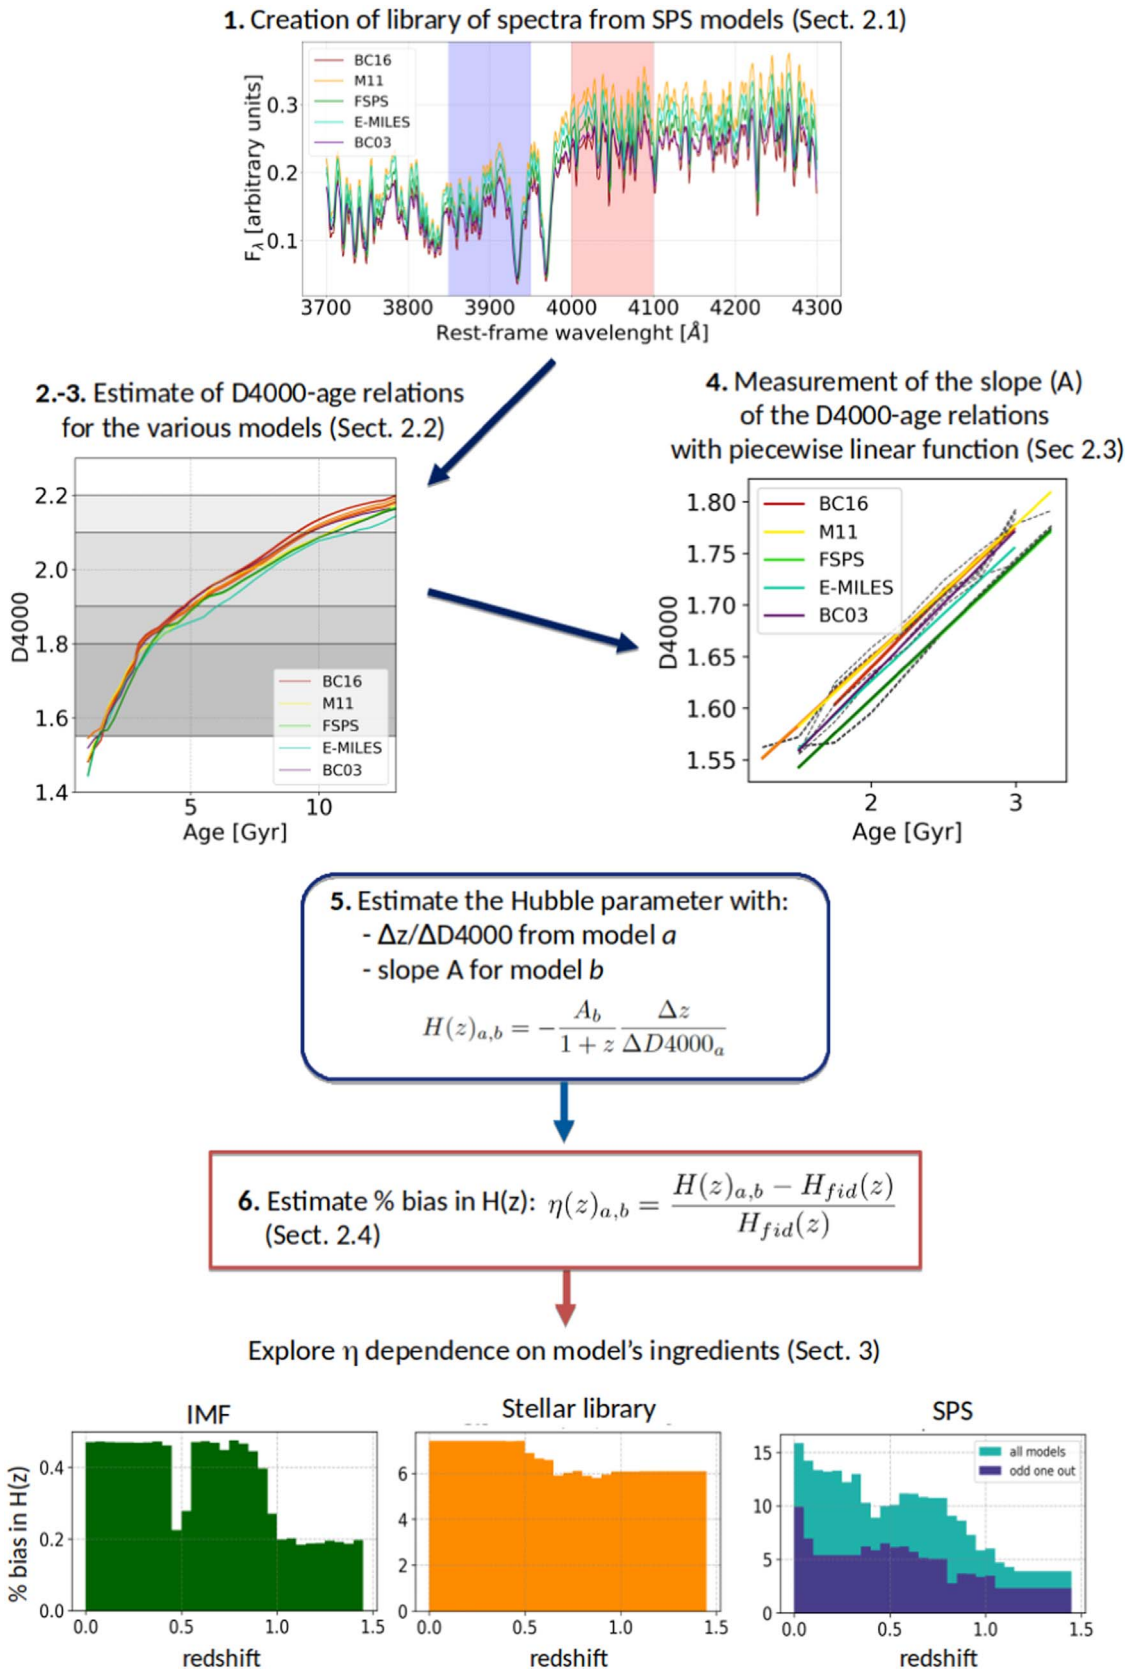 1. Creation of library of spectra from SPS models (Sect. 2.1)
BC16
M11
FSPS
E-MILES
BC03
F_λ [arbitrary units]
0.3
0.2
0.1
3700 3800 3900 4000 4100 4200 4300
Rest-frame wavelenght [Å]
2.-3. Estimate of D4000-age relations
for the various models (Sect. 2.2)
D4000
2.2
2.0
1.8
1.6
1.4
BC16
M11
FSPS
E-MILES
BC03
5 10
Age [Gyr]
4. Measurement of the slope (A)
of the D4000-age relations
with piecewise linear function (Sec 2.3)
D4000
1.80
1.75
1.70
1.65
1.60
1.55
BC16
M11
FSPS
E-MILES
BC03
2 3
Age [Gyr]
5. Estimate the Hubble parameter with:
- Δz/ΔD4000 from model a
- slope A for model b
H(z)_{a,b} = -\frac{A_b}{1+z}\frac{Δz}{ΔD4000_a}
6. Estimate % bias in H(z): η(z)_{a,b} = \frac{H(z)_{a,b} - H_{fid}(z)}{H_{fid}(z)}
(Sect. 2.4)
Explore η dependence on model's ingredients (Sect. 3)
IMF
% bias in H(z)
0.4
0.2
0.0
0.0 0.5 1.0 1.5
redshift
Stellar library
6
4
2
0
0.0 0.5 1.0 1.5
redshift
SPS
all models
odd one out
15
10
5
0
0.0 0.5 1.0 1.5
redshift